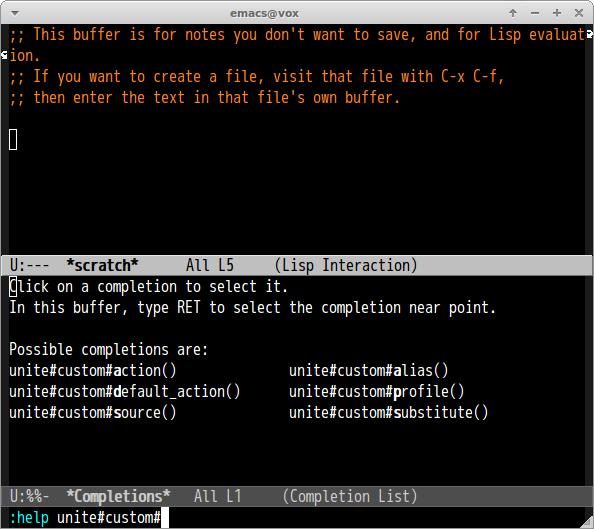 emacs@vox
;; This buffer is for notes you don't want to save, and for Lisp evaluat
ion.
;; If you want to create a file, visit that file with C-x C-f,
;; then enter the text in that file's own buffer.
U:--- *scratch* All L5 (Lisp Interaction)
Click on a completion to select it.
In this buffer, type RET to select the completion near point.
Possible completions are:
unite#custom#action() unite#custom#alias()
unite#custom#default_action() unite#custom#profile()
unite#custom#source() unite#custom#substitute()
U:%%- *Completions* All L1 (Completion List)
:help unite#custom#